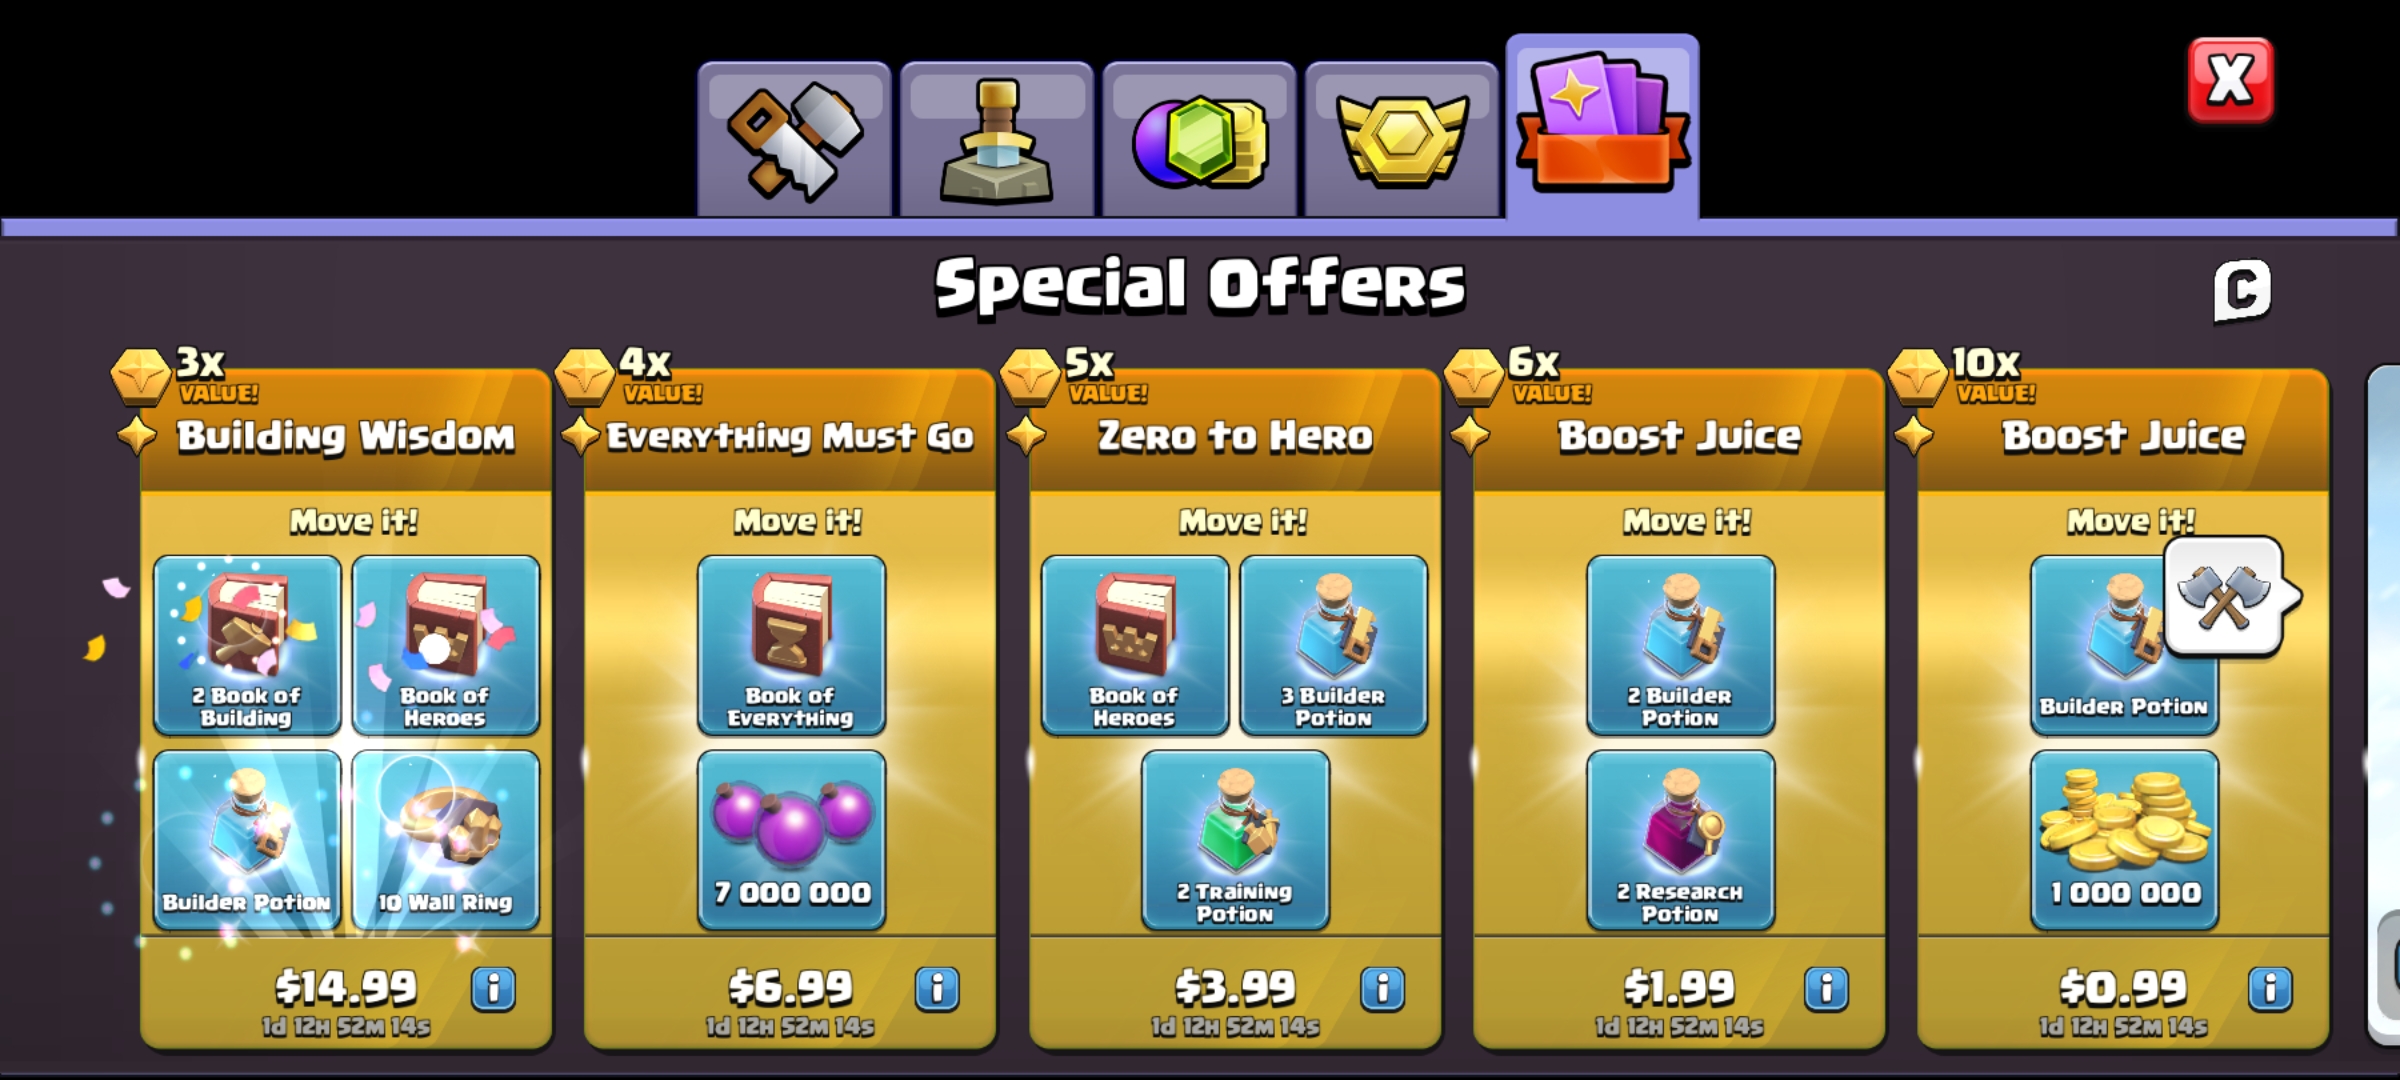 X
Special Offers
C
3x
VALUE!
Building Wisdom
Move it!
2 Book of
Building
Book of
Heroes
Builder Potion
10 Wall Ring
$14.99
i
1d 12H 52M 14s
4x
VALUE!
Everything Must Go
Move it!
Book of
Everything
7 000 000
$6.99
i
1d 12H 52M 14s
5x
VALUE!
Zero to Hero
Move it!
Book of
Heroes
3 Builder
Potion
2 Training
Potion
$3.99
i
1d 12H 52M 14s
6x
VALUE!
Boost Juice
Move it!
2 Builder
Potion
2 Research
Potion
$1.99
i
1d 12H 52M 14s
10x
VALUE!
Boost Juice
Move it!
Builder Potion
1 000 000
$0.99
i
1d 12H 52M 14s